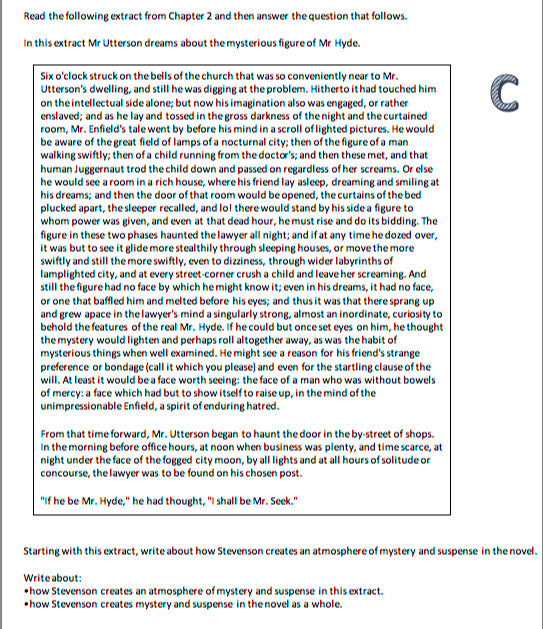 Read the following extract from Chapter 2 and then answer the question that follows.
In this extract Mr Utterson dreams about the mysterious figure of Mr Hyde.
Six o'clock struck on the bells of the church that was so conveniently near to Mr.
Utterson's dwelling, and still he was digging at the problem. Hitherto it had touched him
on the intellectual side alone; but now his imagination also was engaged, or rather
enslaved; and as he lay and tossed in the gross darkness of the night and the curtained
room, Mr. Enfield's tale went by before his mind in a scroll of lighted pictures. He would
be aware of the great field of lamps of a nocturnal city; then of the figure of a man
walking swiftly; then of a child running from the doctor's; and then these met, and that
human Juggernaut trod the child down and passed on regardless of her screams. Or else
he would see a room in a rich house, where his friend lay asleep, dreaming and smiling at
his dreams; and then the door of that room would be opened, the curtains of the bed
plucked apart, the sleeper recalled, and lo! there would stand by his side a figure to
whom power was given, and even at that dead hour, he must rise and do its bidding. The
figure in these two phases haunted the lawyer all night; and if at any time he dozed over,
it was but to see it glide more stealthily through sleeping houses, or move the more
swiftly and still the more swiftly, even to dizziness, through wider labyrinths of
lamplighted city, and at every street-corner crush a child and leave her screaming. And
still the figure had no face by which he might know it; even in his dreams, it had no face,
or one that baffled him and melted before his eyes; and thus it was that there sprang up
and grew apace in the lawyer's mind a singularly strong, almost an inordinate, curiosity to
behold the features of the real Mr. Hyde. If he could but once set eyes on him, he thought
the mystery would lighten and perhaps roll altogether away, as was the habit of
mysterious things when well examined. He might see a reason for his friend's strange
preference or bondage (call it which you please) and even for the startling clause of the
will. At least it would be a face worth seeing: the face of a man who was without bowels
of mercy: a face which had but to show itself to raise up, in the mind of the
unimpressionable Enfield, a spirit of enduring hatred.
From that time forward, Mr. Utterson began to haunt the door in the by-street of shops.
In the morning before office hours, at noon when business was plenty, and time scarce, at
night under the face of the fogged city moon, by all lights and at all hours of solitude or
concourse, the lawyer was to be found on his chosen post.
"If he be Mr. Hyde," he had thought, "I shall be Mr. Seek."
C
Starting with this extract, write about how Stevenson creates an atmosphere of mystery and suspense in the novel.
Write about:
•how Stevenson creates an atmosphere of mystery and suspense in this extract.
•how Stevenson creates mystery and suspense in the novel as a whole.